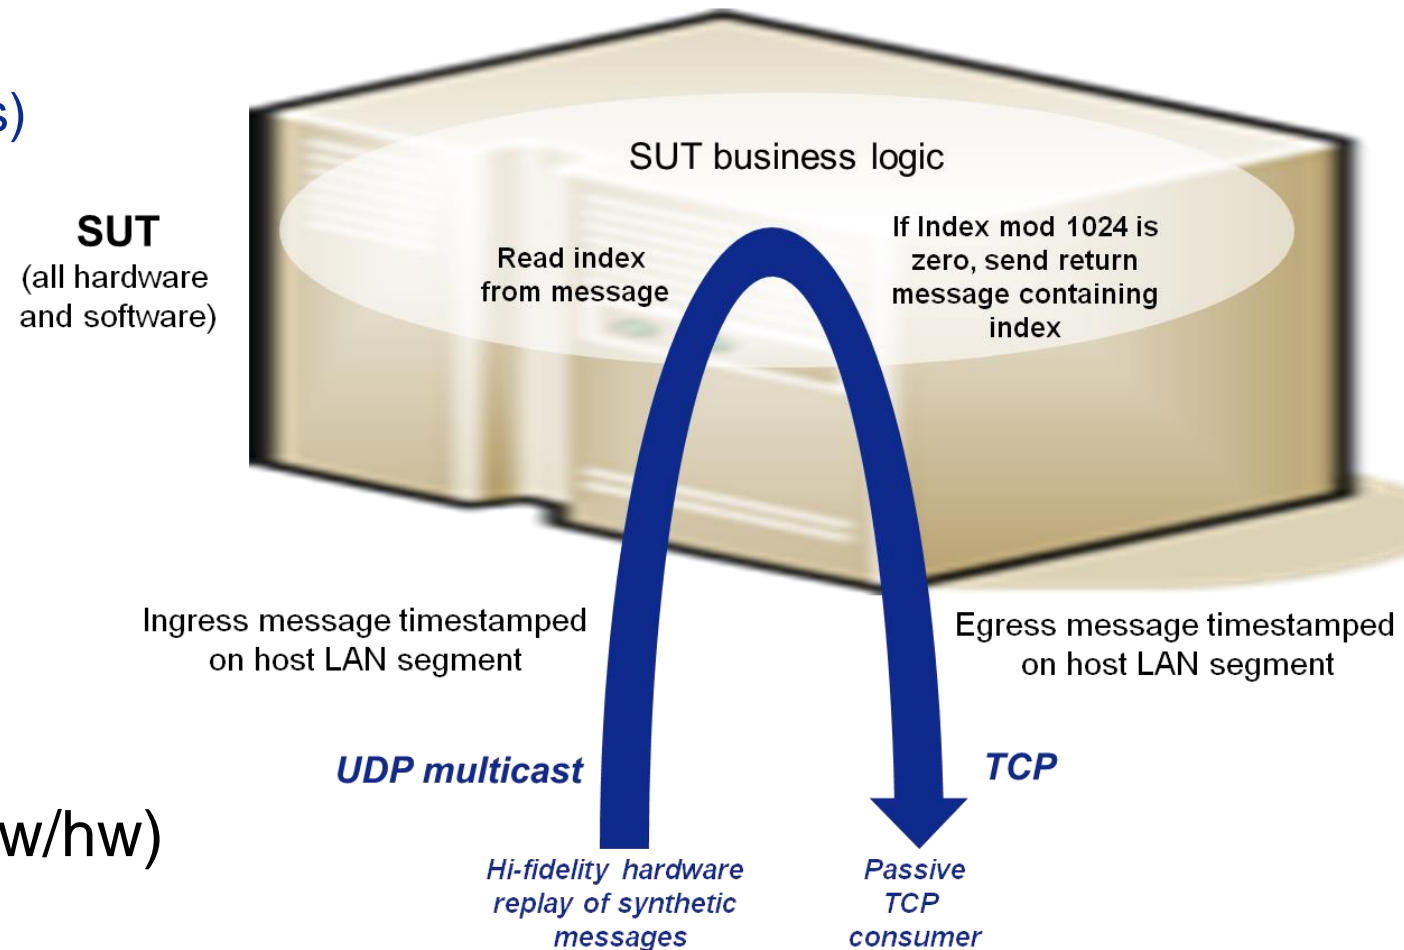 s)
SUT business logic
SUT
(all hardware
and software)
Read index
from message
If Index mod 1024 is
zero, send return
message containing
index
Ingress message timestamped
on host LAN segment
Egress message timestamped
on host LAN segment
UDP multicast
TCP
w/hw)
Hi-fidelity hardware
replay of synthetic
messages
Passive
TCP
consumer